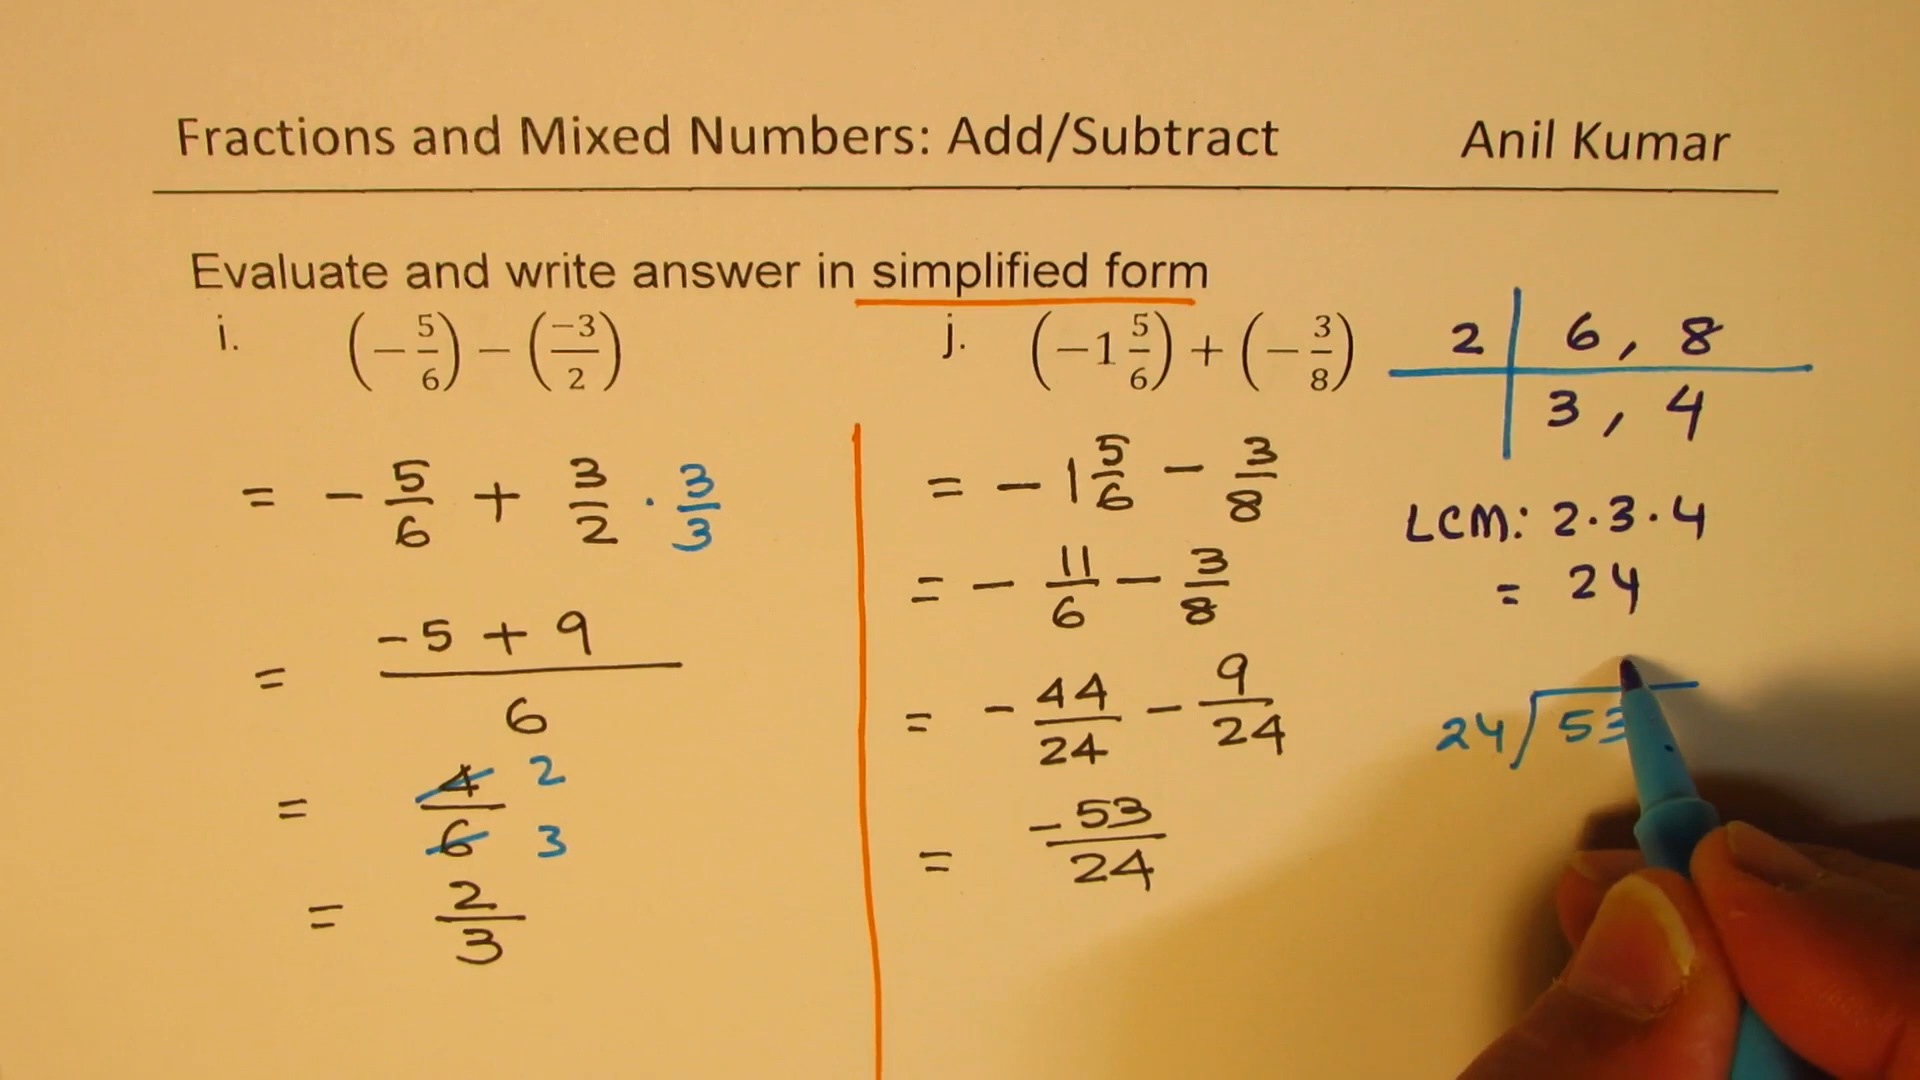 Fractions and Mixed Numbers: Add/Subtract Anil Kumar
Evaluate and write answer in simplified form
i. (-5/6) - (-3/2)
= - 5/6 + 3/2 · 3/3
= (-5 + 9)/6
= 4/6 2/3
= 2/3
j. (-1 5/6) + (-3/8)
= -1 5/6 - 3/8
= - 11/6 - 3/8
= - 44/24 - 9/24
= -53/24
2 | 6, 8
3, 4
LCM: 2·3·4
= 24
24 53